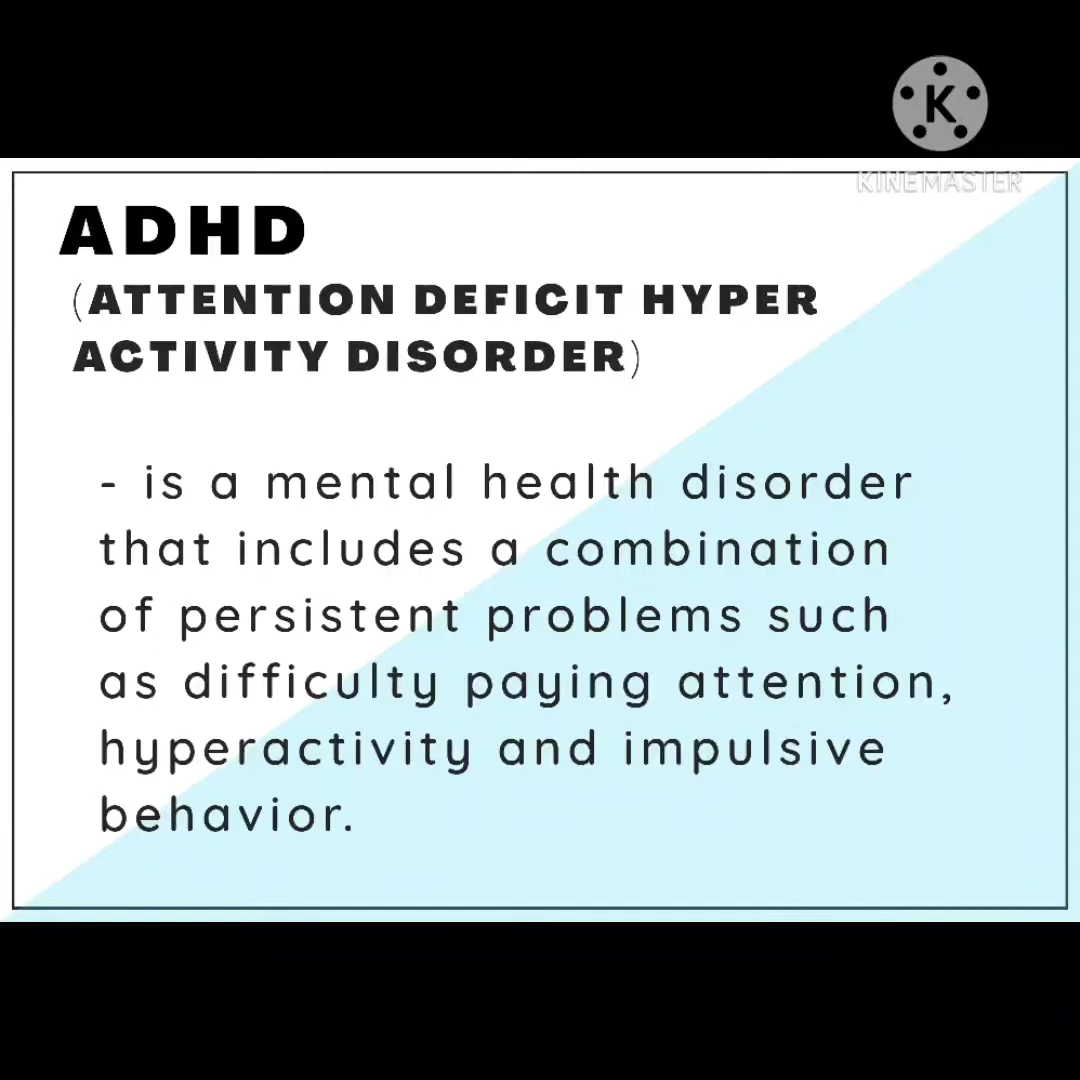 K
KINEMASTER
ADHD
(ATTENTION DEFICIT HYPER
ACTIVITY DISORDER)
- is a mental health disorder
that includes a combination
of persistent problems such
as difficulty paying attention,
hyperactivity and impulsive
behavior.